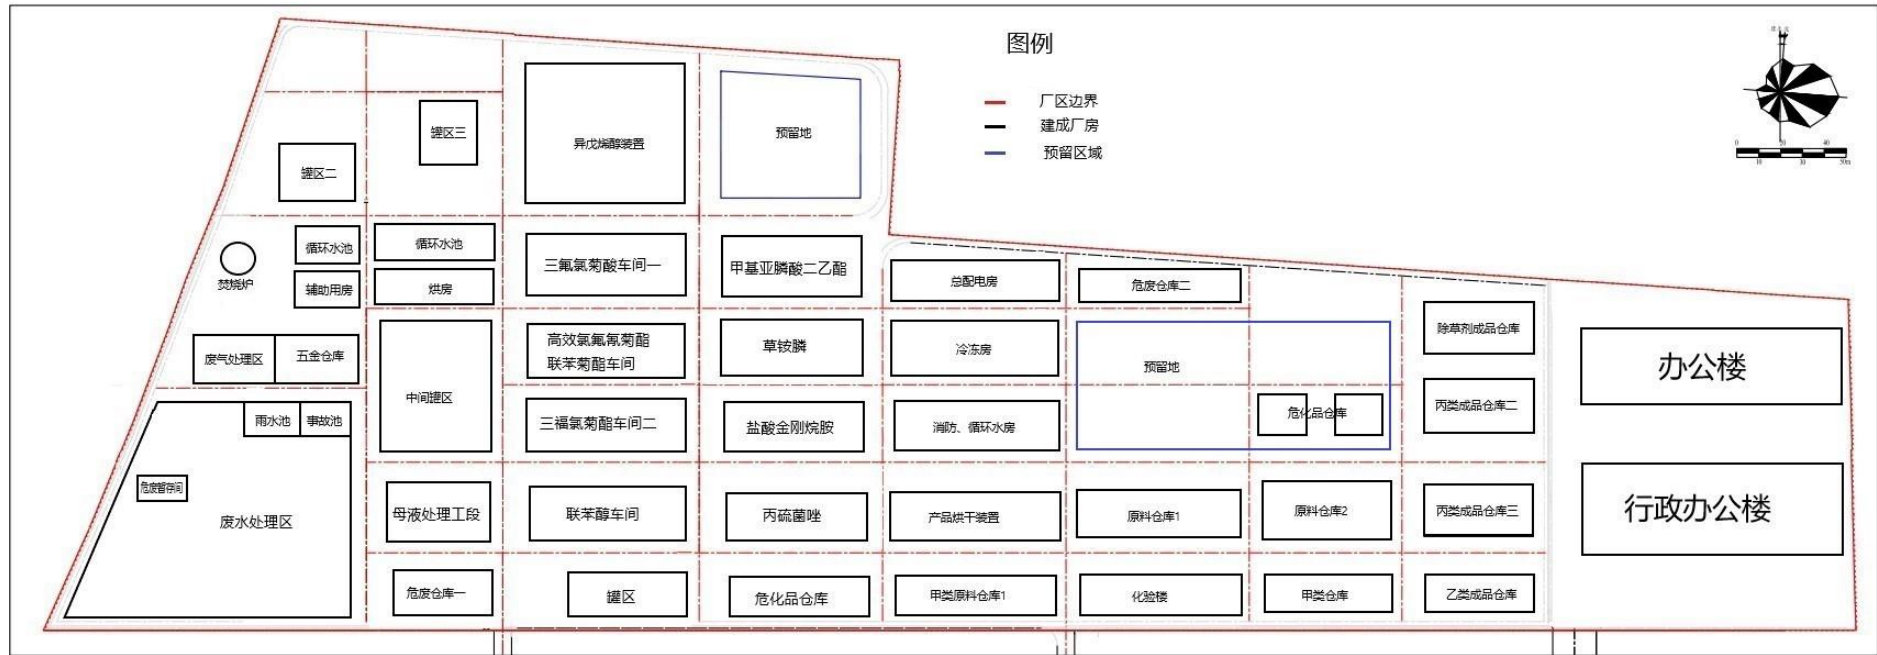 图例
厂区边界
建成厂房
预留区域
0 20 40
10 30 50m
罐区三
异戊烯醇装置
预留地
罐区二
循环水池
循环水池
三氟氯菊酸车间一
甲基亚膦酸二乙酯
总配电房
危废仓库二
焚烧炉
辅助用房
烘房
除草剂成品仓库
高效氯氟氰菊酯
联苯菊酯车间
草铵膦
冷冻房
预留地
废气处理区
五金仓库
办公楼
中间罐区
危化品仓库
丙类成品仓库二
雨水池
事故池
三福氯菊酯车间二
盐酸金刚烷胺
消防、循环水房
危废暂存间
废水处理区
母液处理工段
联苯醇车间
丙硫菌唑
产品烘干装置
原料仓库1
原料仓库2
丙类成品仓库三
行政办公楼
危废仓库一
罐区
危化品仓库
甲类原料仓库1
化验楼
甲类仓库
乙类成品仓库